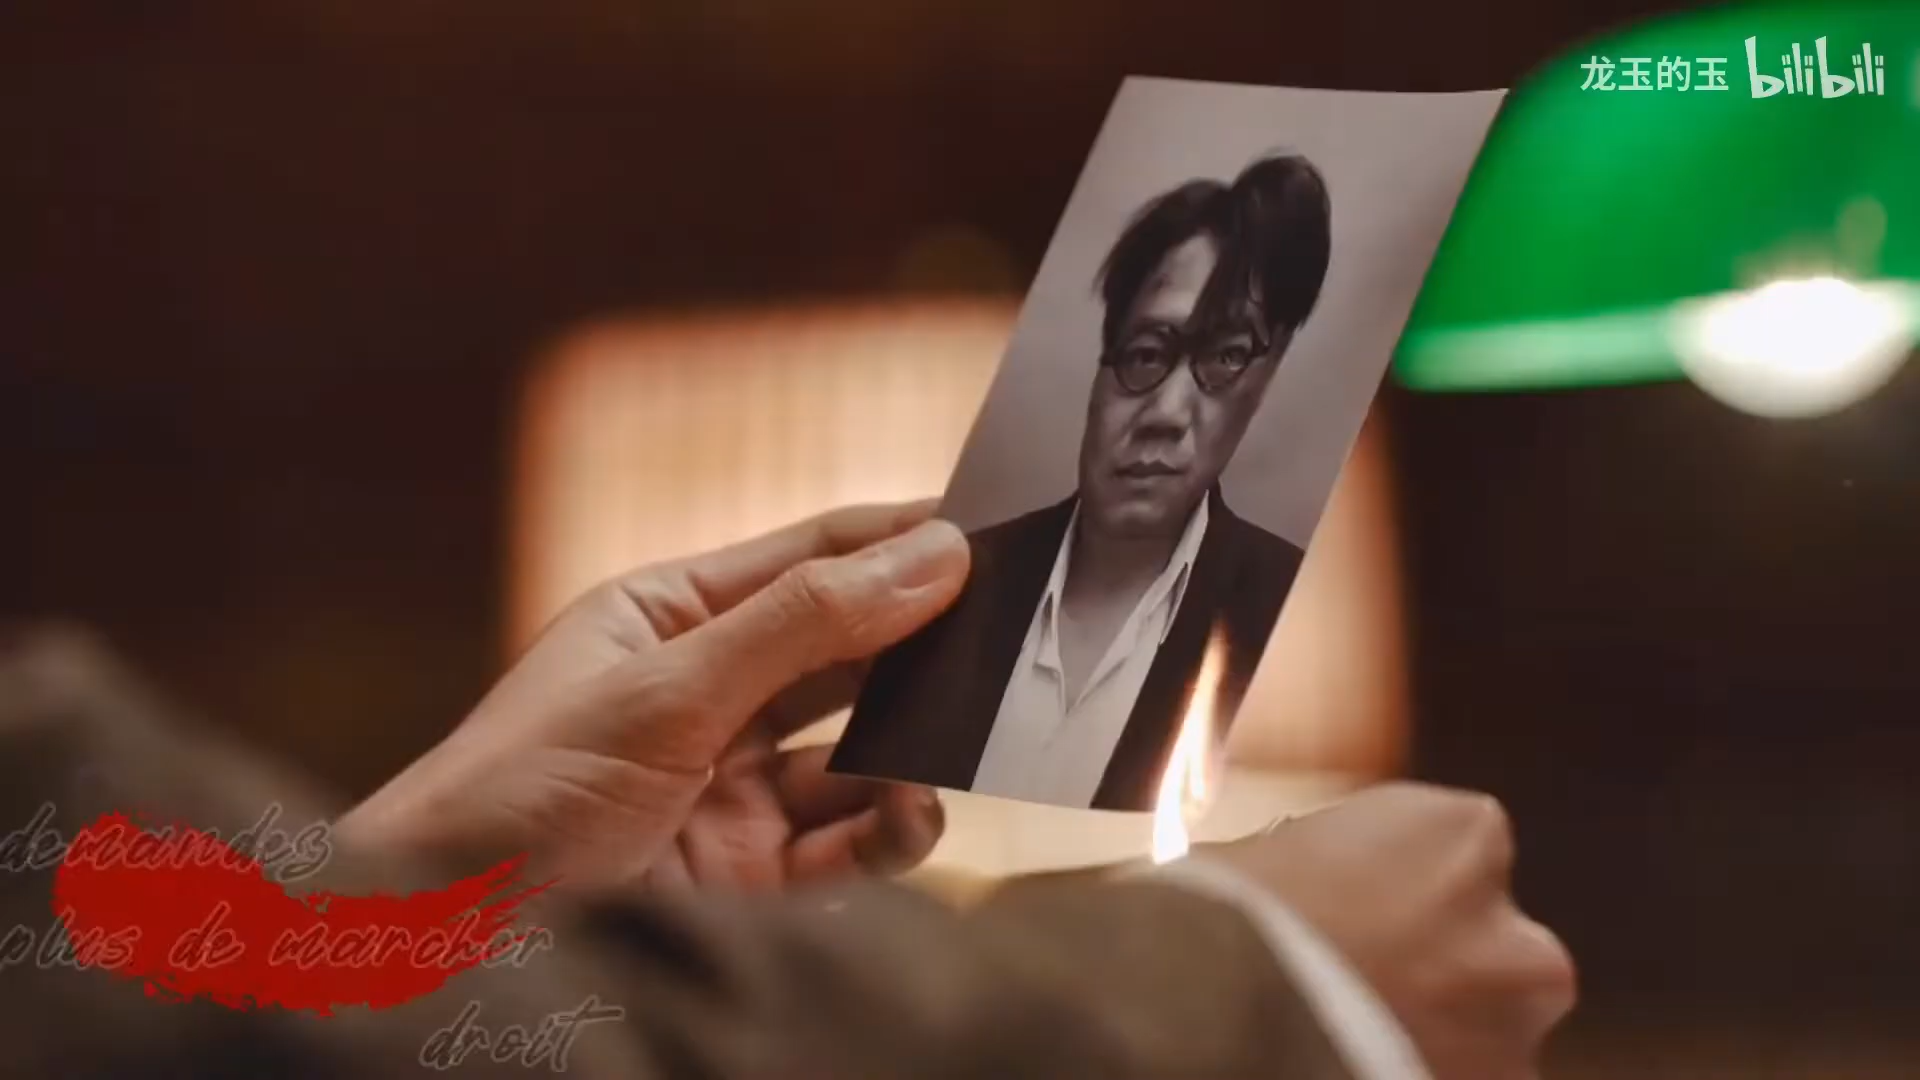 龙玉的玉 bilibili
demandes
plus de marcher
droit